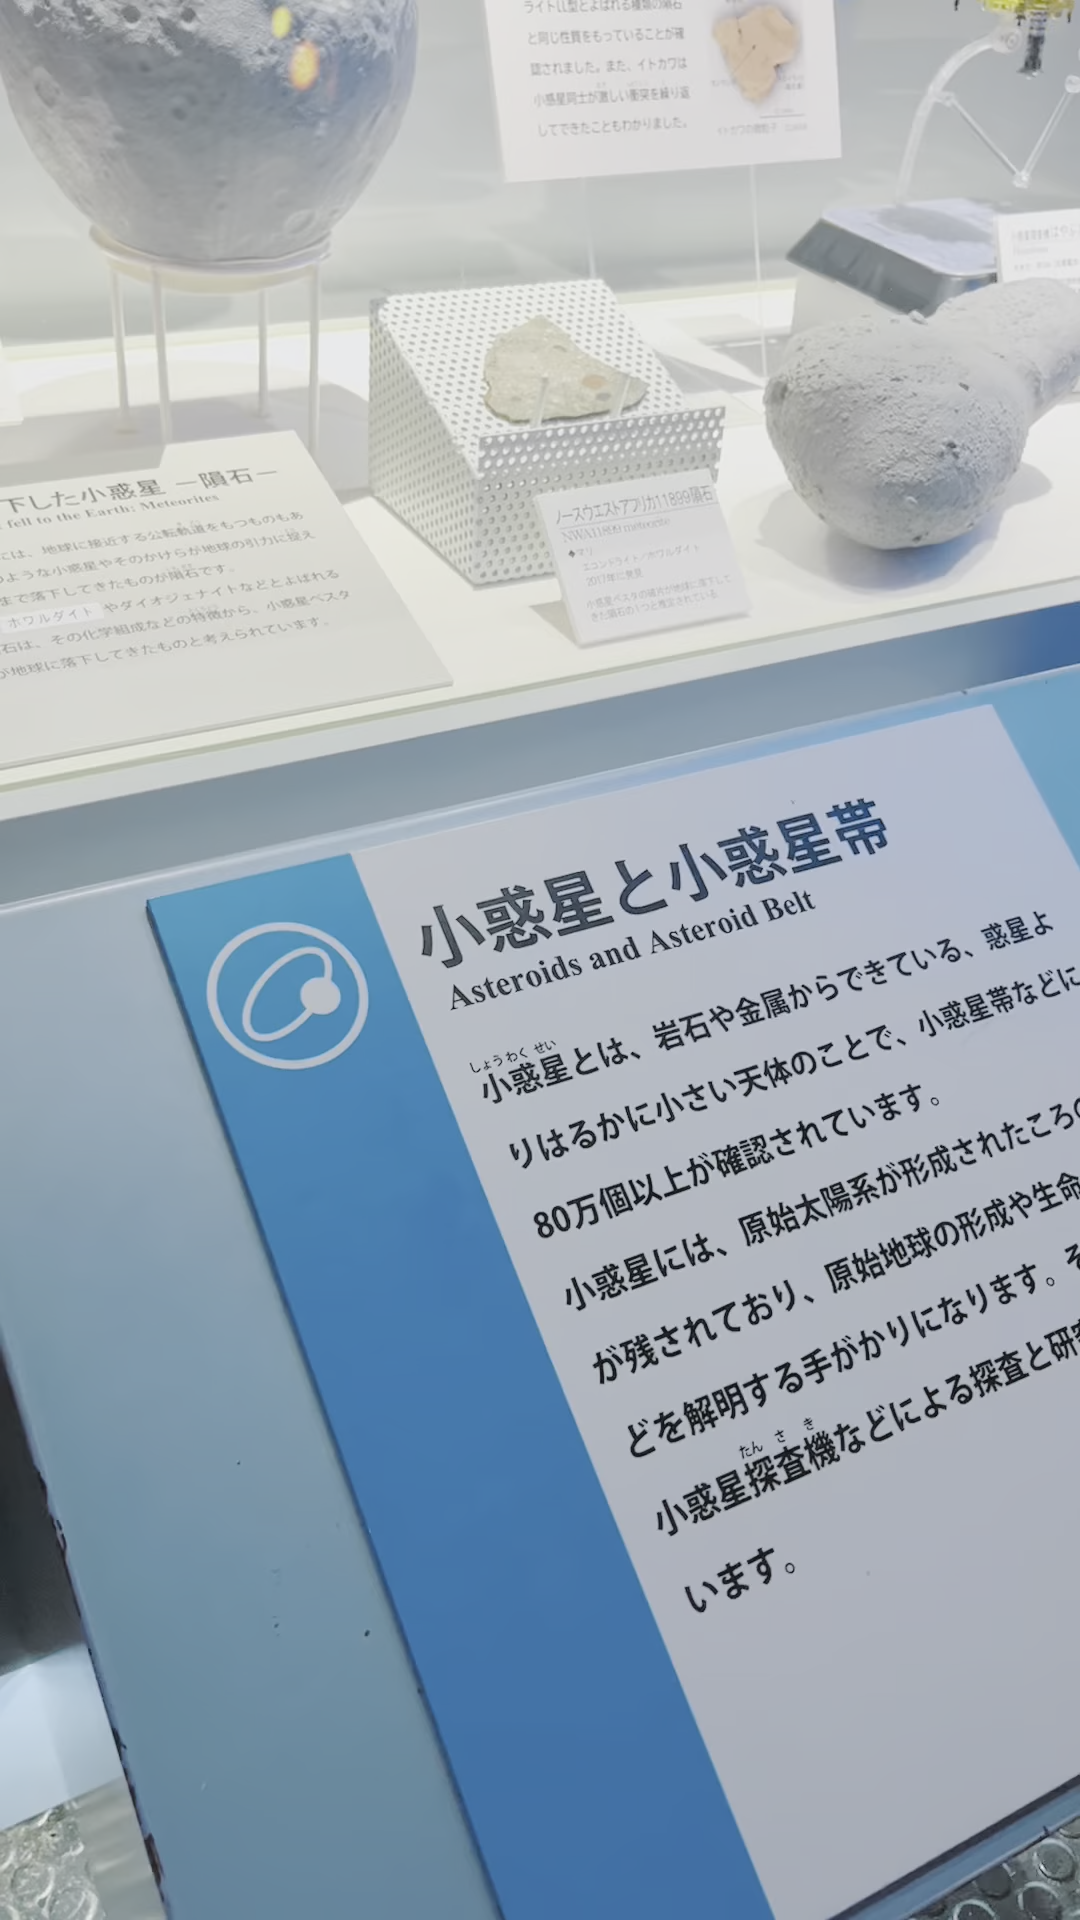 ライトLL型とよばれる種類の隕石
と同じ性質をもっていることが確
認されました。また、イトカワは
小惑星同士が激しい衝突を繰り返
してできたこともわかりました。
イトカワの微粒子
下した小惑星 －隕石－
fell to the Earth: Meteorites
には、地球に接近する公転軌道をもつものもあ
のような小惑星やそのかけらが地球の引力に捉え
まで落下してきたものが隕石です。
ホワルダイト やダイオジェナイトなどとよばれる
石は、その化学組成などの特徴から、小惑星ベスタ
が地球に落下してきたものと考えられています。
ノースウエストアフリカ11899隕石
NWA11899 meteorite
◆マリ
エコンドライト／ホワルダイト
2017年に発見
小惑星ベスタの破片が地球に落下して
きた隕石の1つと推定されている
小惑星と小惑星帯
Asteroids and Asteroid Belt
しょうわく せい
小惑星とは、岩石や金属からできている、惑星よ
りはるかに小さい天体のことで、小惑星帯などに
80万個以上が確認されています。
小惑星には、原始太陽系が形成されたころの
が残されており、原始地球の形成や生命
どを解明する手がかりになります。そ
たん さ き
小惑星探査機などによる探査と研究
います。